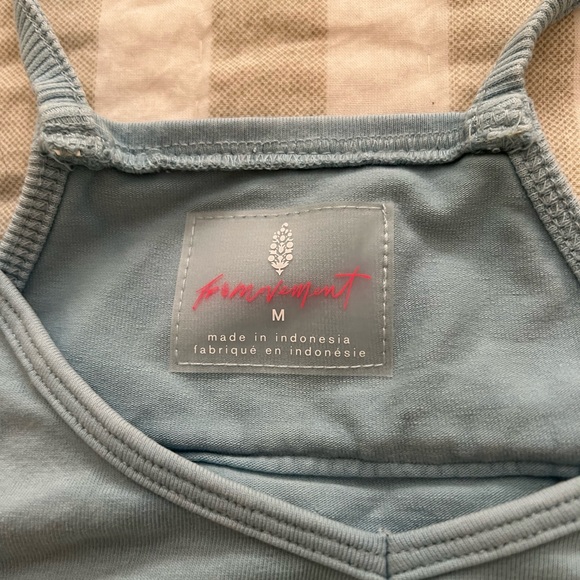 fpmovement
M
made in indonesia
fabriqué en indonésie